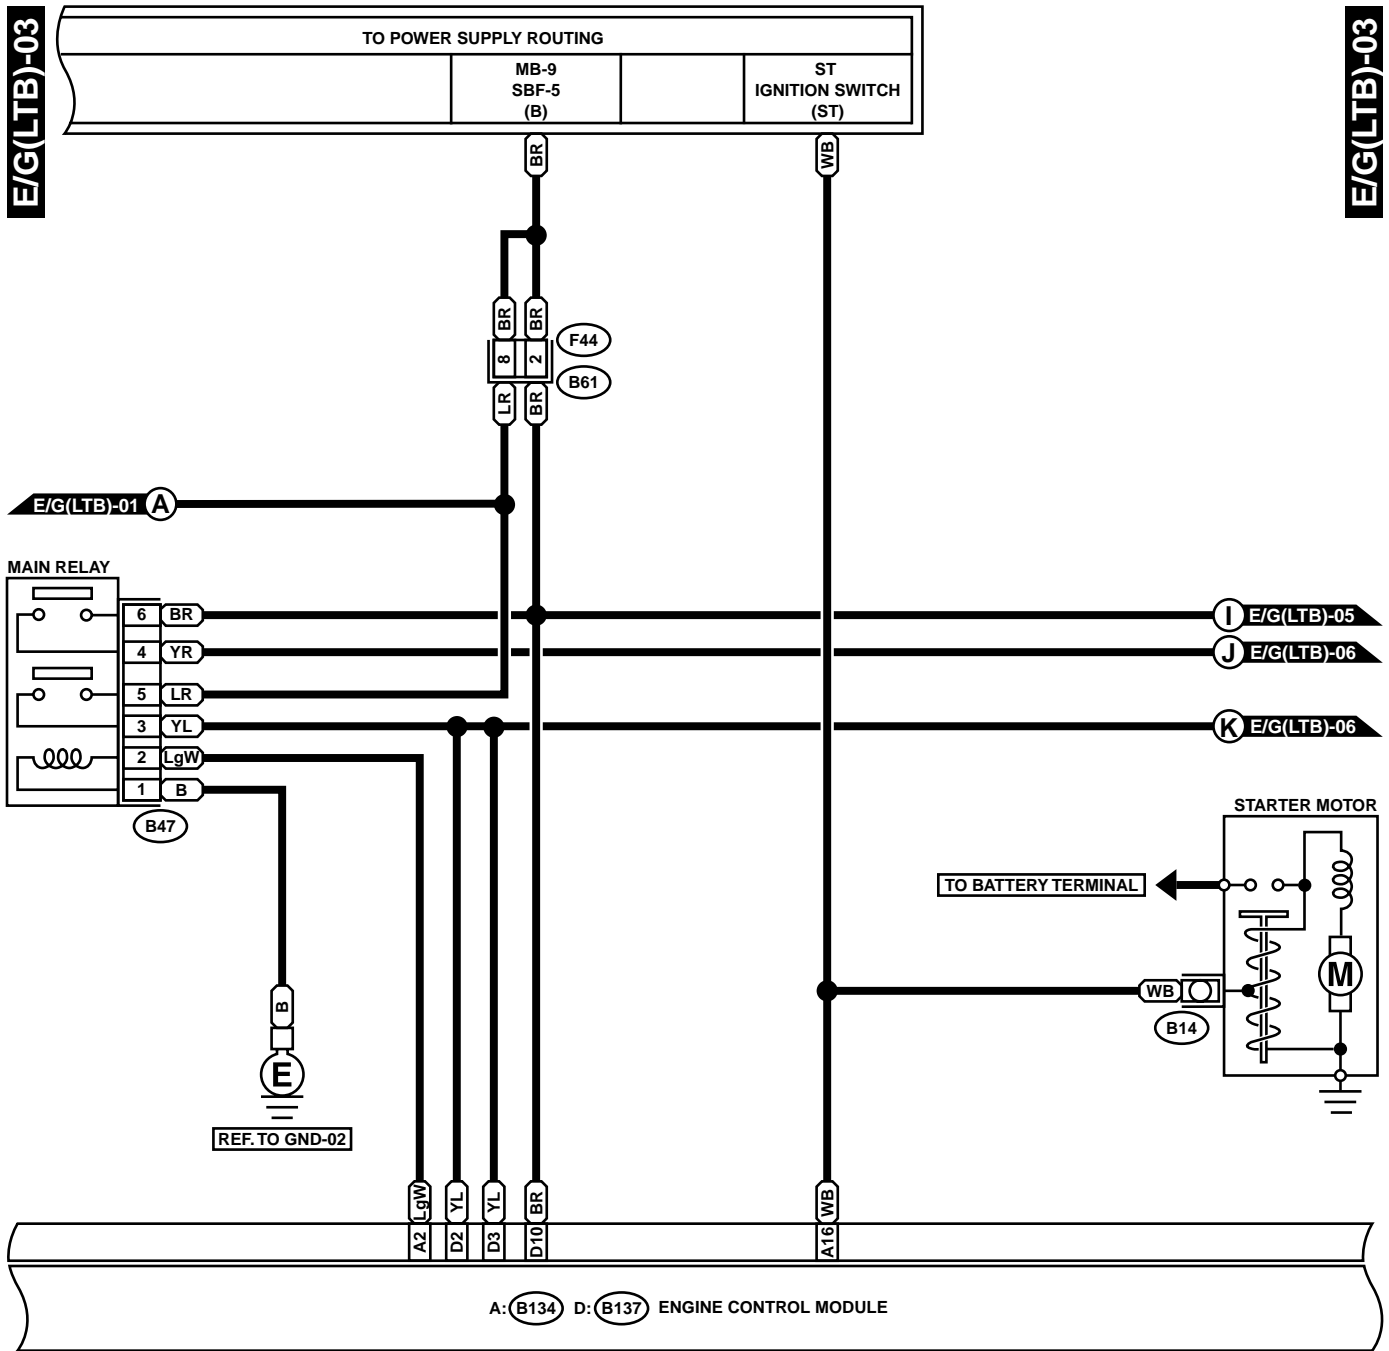 E/G(LTB)-03
E/G(LTB)-03
TO POWER SUPPLY ROUTING
MB-9
SBF-5
(B)
ST
IGNITION SWITCH
(ST)
BR
WB
BR
BR
F44
8
2
B61
LR
BR
E/G(LTB)-01 A
MAIN RELAY
6 BR
I E/G(LTB)-05
4 YR
J E/G(LTB)-06
5 LR
3 YL
K E/G(LTB)-06
2 LgW
1 B
B47
STARTER MOTOR
TO BATTERY TERMINAL
M
WB
B14
B
E
REF. TO GND-02
LgW
YL
YL
BR
WB
A2
D2
D3
D10
A16
A: B134 D: B137 ENGINE CONTROL MODULE